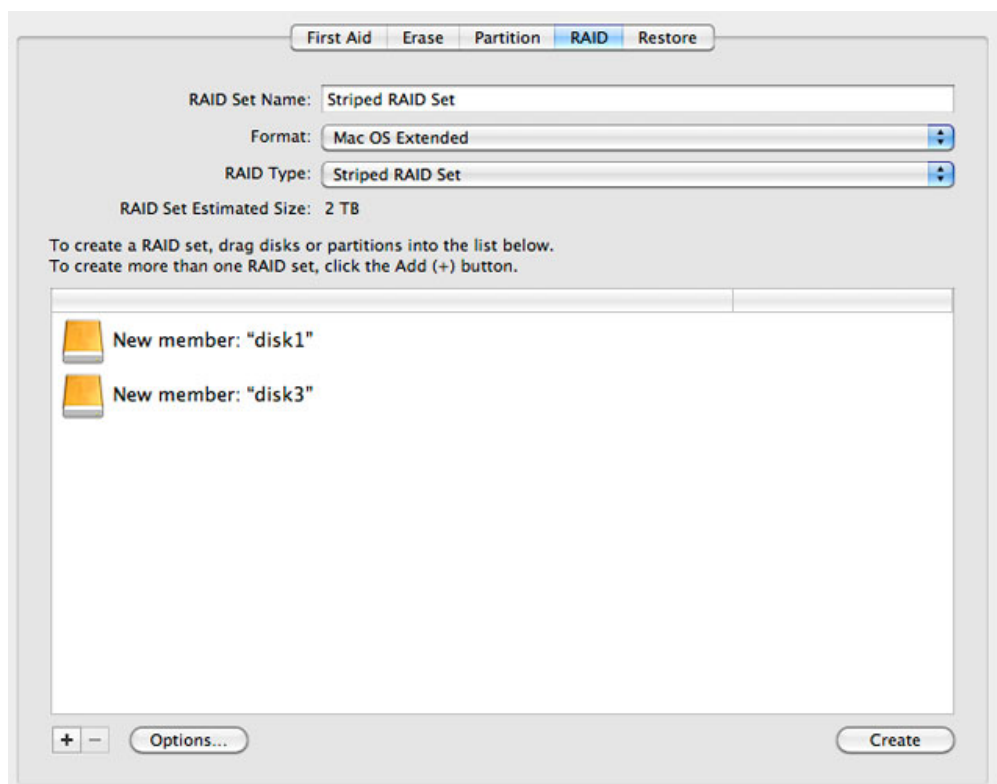 First Aid Erase Partition RAID Restore
RAID Set Name: Striped RAID Set
Format: Mac OS Extended
RAID Type: Striped RAID Set
RAID Set Estimated Size: 2 TB
To create a RAID set, drag disks or partitions into the list below.
To create more than one RAID set, click the Add (+) button.
New member: “disk1”
New member: “disk3”
+ − Options... Create